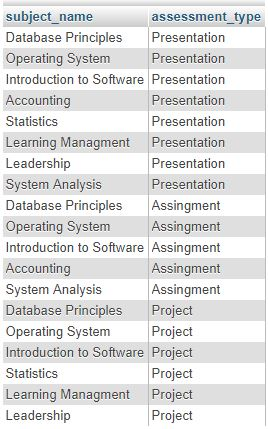 subject_name assessment_type
Database Principles Presentation
Operating System Presentation
Introduction to Software Presentation
Accounting Presentation
Statistics Presentation
Learning Managment Presentation
Leadership Presentation
System Analysis Presentation
Database Principles Assingment
Operating System Assingment
Introduction to Software Assingment
Accounting Assingment
System Analysis Assingment
Database Principles Project
Operating System Project
Introduction to Software Project
Statistics Project
Learning Managment Project
Leadership Project